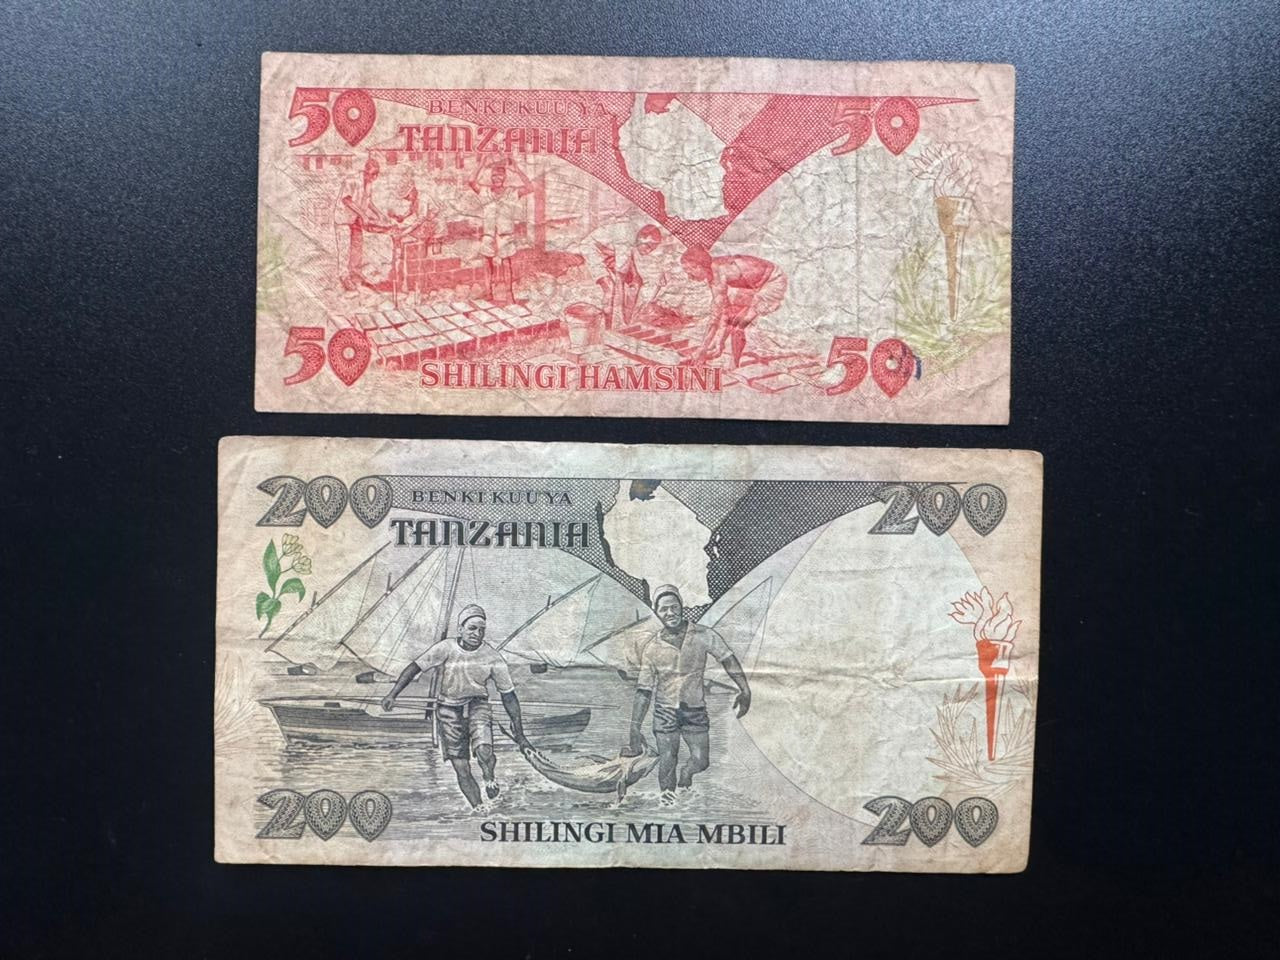 50 BENKI KUU YA 50
TANZANIA
50 SHILINGI HAMSINI 50
200 BENKI KUU YA 200
TANZANIA
200 SHILINGI MIA MBILI 200